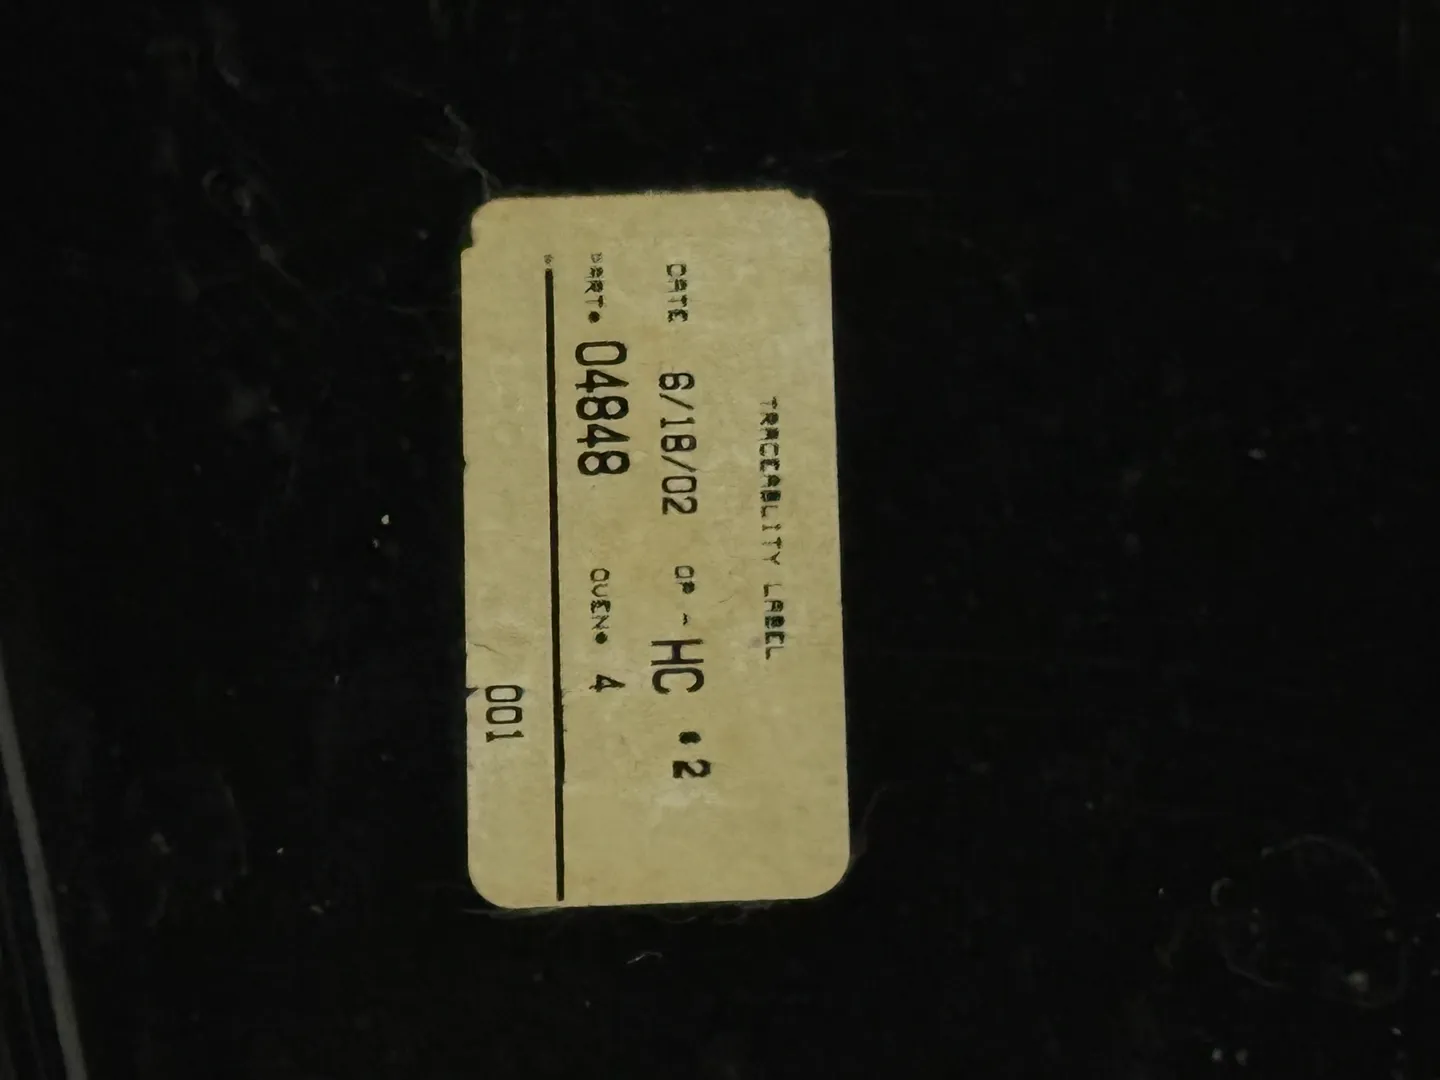 TRACEABLITY LABEL
DATE 6/18/02 OP - HC #2
PART# 04848 OVEN# 4
001